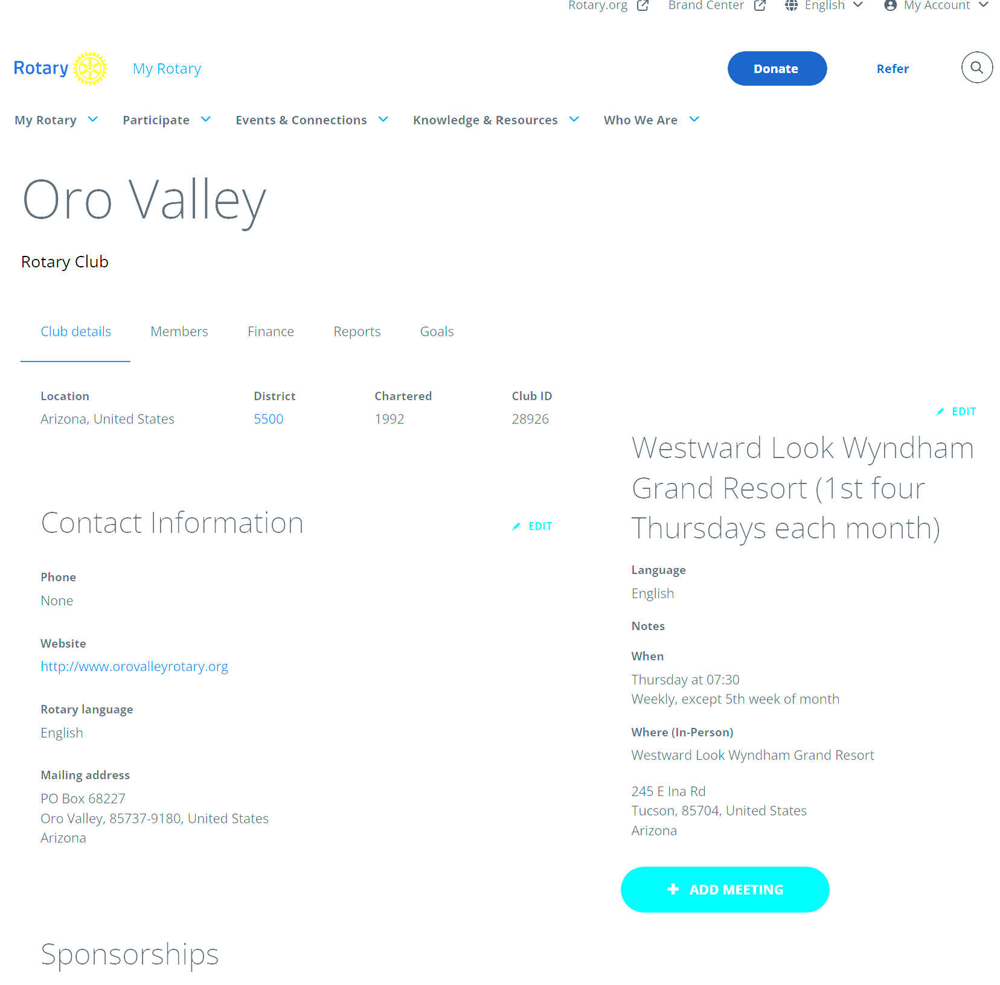 Rotary.org Brand Center English My Account
Rotary My Rotary Donate Refer
My Rotary Participate Events & Connections Knowledge & Resources Who We Are
Oro Valley
Rotary Club
Club details Members Finance Reports Goals
Location District Chartered Club ID
Arizona, United States 5500 1992 28926
Contact Information
EDIT
Phone
None
Website
http://www.orovalleyrotary.org
Rotary language
English
Mailing address
PO Box 68227
Oro Valley, 85737-9180, United States
Arizona
Sponsorships
EDIT
Westward Look Wyndham
Grand Resort (1st four
Thursdays each month)
Language
English
Notes
When
Thursday at 07:30
Weekly, except 5th week of month
Where (In-Person)
Westward Look Wyndham Grand Resort
245 E Ina Rd
Tucson, 85704, United States
Arizona
ADD MEETING